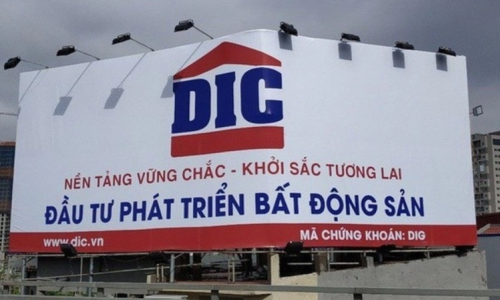 DIC
NỀN TẢNG VỮNG CHẮC - KHỞI SẮC TƯƠNG LAI
ĐẦU TƯ PHÁT TRIỂN BẤT ĐỘNG SẢN
www.dic.vn MÃ CHỨNG KHOÁN: DIG